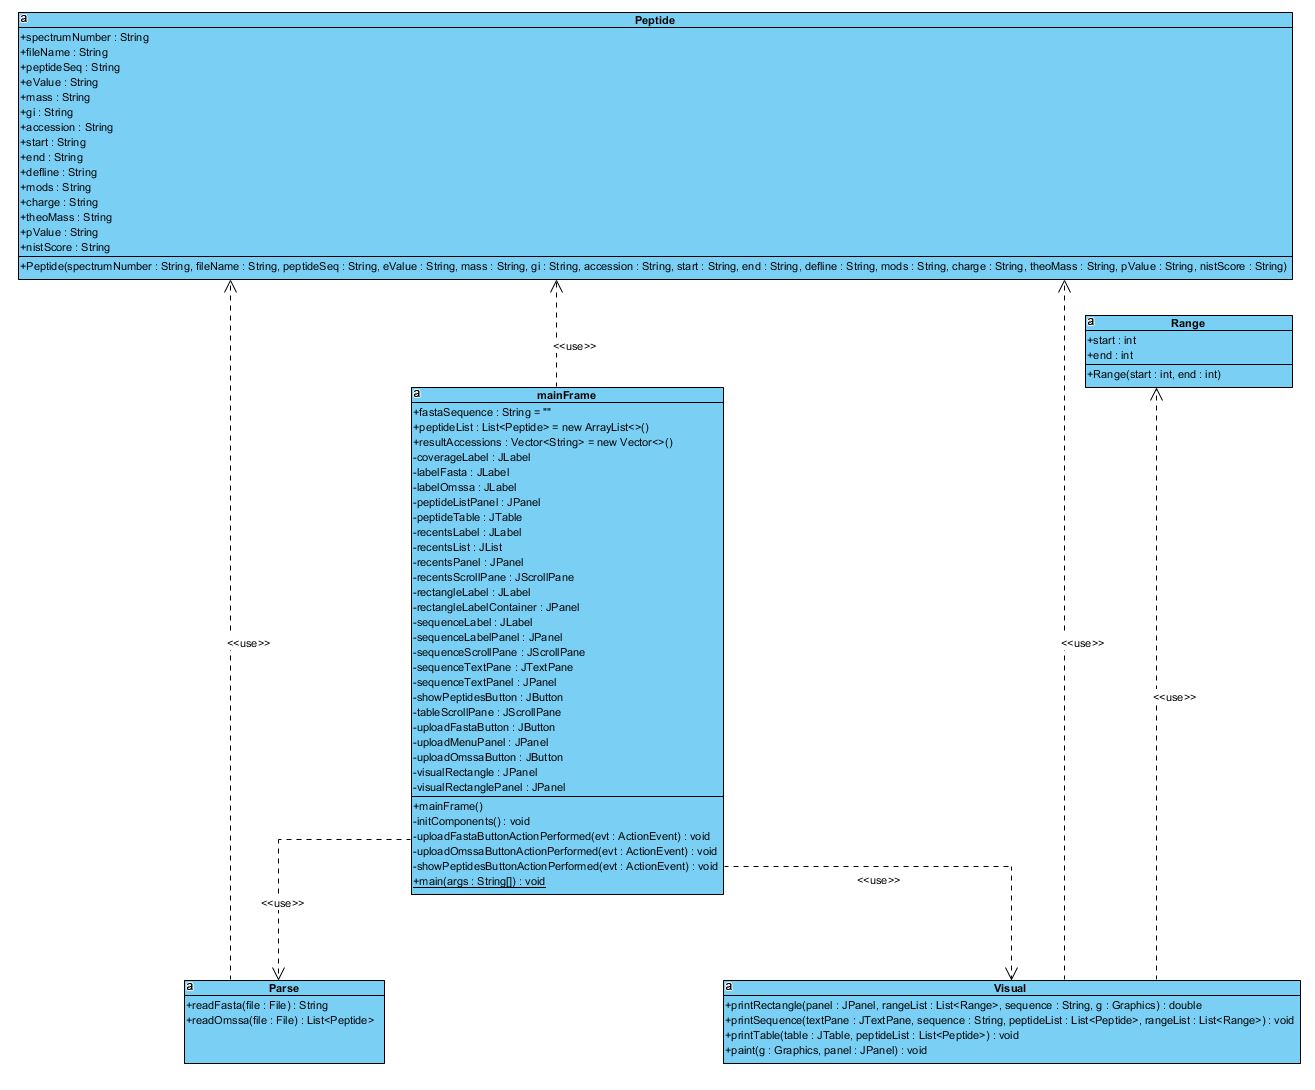 a
Peptide
+spectrumNumber : String
+fileName : String
+peptideSeq : String
+eValue : String
+mass : String
+gi : String
+accession : String
+start : String
+end : String
+defline : String
+mods : String
+charge : String
+theoMass : String
+pValue : String
+nistScore : String
+Peptide(spectrumNumber : String, fileName : String, peptideSeq : String, eValue : String, mass : String, gi : String, accession : String, start : String, end : String, defline : String, mods : String, charge : String, theoMass : String, pValue : String, nistScore : String)
a
Range
+start : int
+end : int
+Range(start : int, end : int)
<<use>>
a
mainFrame
+fastaSequence : String = ""
+peptideList : List<Peptide> = new ArrayList<>()
+resultAccessions : Vector<String> = new Vector<>()
-coverageLabel : JLabel
-labelFasta : JLabel
-labelOmssa : JLabel
-peptideListPanel : JPanel
-peptideTable : JTable
-recentsLabel : JLabel
-recentsList : JList
-recentsPanel : JPanel
-recentsScrollPane : JScrollPane
-rectangleLabel : JLabel
-rectangleLabelContainer : JPanel
-sequenceLabel : JLabel
-sequenceLabelPanel : JPanel
-sequenceScrollPane : JScrollPane
-sequenceTextPane : JTextPane
-sequenceTextPanel : JPanel
-showPeptidesButton : JButton
-tableScrollPane : JScrollPane
-uploadFastaButton : JButton
-uploadMenuPanel : JPanel
-uploadOmssaButton : JButton
-visualRectangle : JPanel
-visualRectanglePanel : JPanel
+mainFrame()
-initComponents() : void
-uploadFastaButtonActionPerformed(evt : ActionEvent) : void
-uploadOmssaButtonActionPerformed(evt : ActionEvent) : void
-showPeptidesButtonActionPerformed(evt : ActionEvent) : void
+main(args : String[]) : void
<<use>>
<<use>>
<<use>>
<<use>>
<<use>>
a
Parse
+readFasta(file : File) : String
+readOmssa(file : File) : List<Peptide>
a
Visual
+printRectangle(panel : JPanel, rangeList : List<Range>, sequence : String, g : Graphics) : double
+printSequence(textPane : JTextPane, sequence : String, peptideList : List<Peptide>, rangeList : List<Range>) : void
+printTable(table : JTable, peptideList : List<Peptide>) : void
+paint(g : Graphics, panel : JPanel) : void